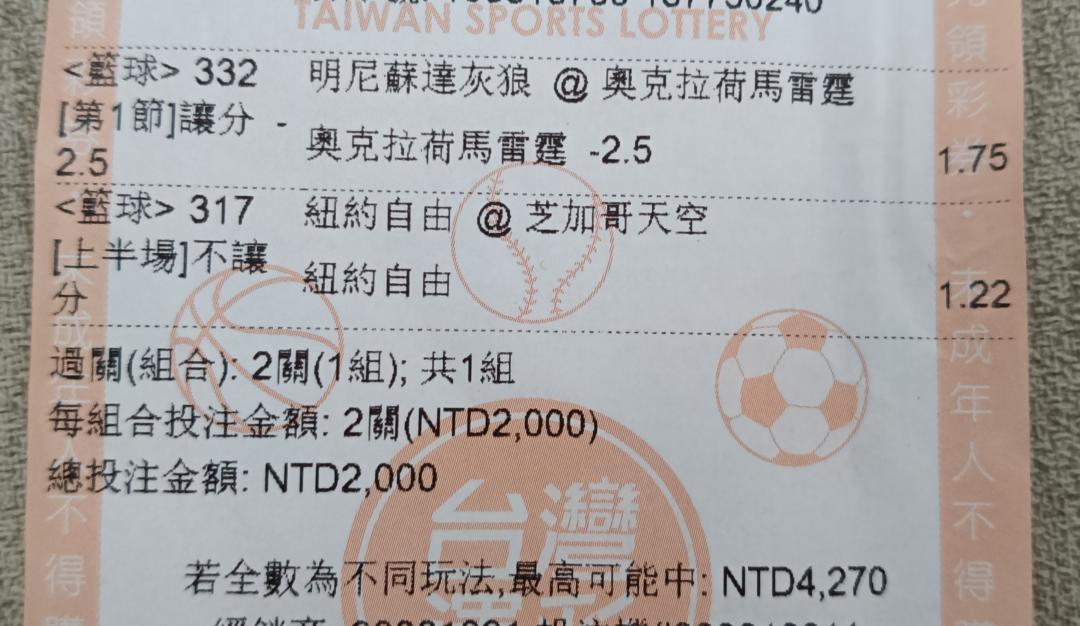 TAIWAN SPORTS LOTTERY
<籃球> 332 明尼蘇達灰狼 @ 奧克拉荷馬雷霆
[第1節]讓分 -
2.5
奧克拉荷馬雷霆 -2.5 1.75
<籃球> 317 紐約自由 @ 芝加哥天空
[上半場]不讓
分
紐約自由 1.22
過關(組合): 2關(1組); 共1組
每組合投注金額: 2關(NTD2,000)
總投注金額: NTD2,000
台灣
若全數為不同玩法,最高可能中: NTD4,270
領彩券
未成年人不得